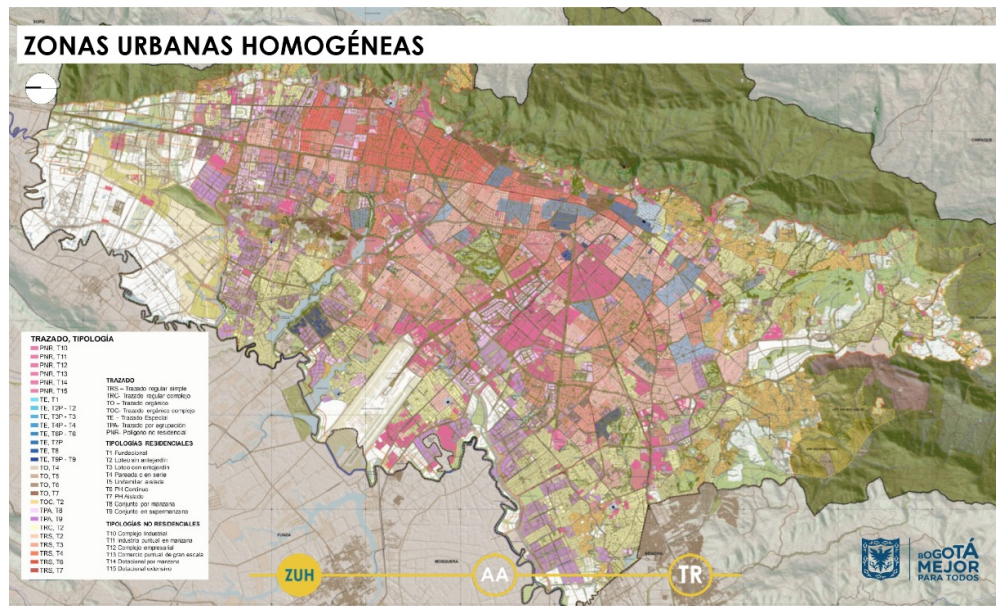 ZONAS URBANAS HOMOGÉNEAS
TRAZADO, TIPOLOGÍA
PNR, T10
PNR, T11
PNR, T12
PNR, T13
PNR, T14
PNR, T15
TE, T1
TE, T2P - T2
TE, T3P - T3
TE, T4P - T4
TE, T6P - T6
TE, T7P
TE, T8
TE, T9P - T9
TO, T4
TO, T5
TO, T6
TO, T7
TOC, T2
TPA, T8
TPA, T9
TRC, T2
TRS, T2
TRS, T3
TRS, T4
TRS, T6
TRS, T7
TRAZADO
TRS – Trazado regular simple
TRC- Trazado regular complejo
TO – Trazado orgánico
TOC- Trazado orgánico complejo
TE – Trazado Especial
TPA- Trazado por agrupación
PNR- Polígono no residencial
TIPOLOGÍAS RESIDENCIALES
T1 Fundacional
T2 Loteo sin antejardín
T3 Loteo con antejardín
T4 Pareada o en serie
T5 Unifamiliar aislada
T6 PH Continuo
T7 PH Aislado
T8 Conjunto por manzana
T9 Conjunto en supermanzana
TIPOLOGÍAS NO RESIDENCIALES
T10 Complejo Industrial
T11 Industria puntual en manzana
T12 Complejo empresarial
T13 Comercio puntual de gran escala
T14 Dotacional por manzana
T15 Dotacional extensivo
FUNZA
MOSQUERA
ZUH
AA
TR
BOGOTÁ
MEJOR
PARA TODOS